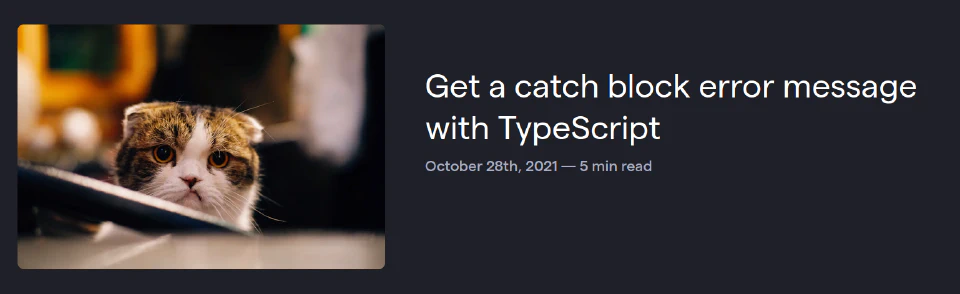 Get a catch block error message
with TypeScript
October 28th, 2021 — 5 min read